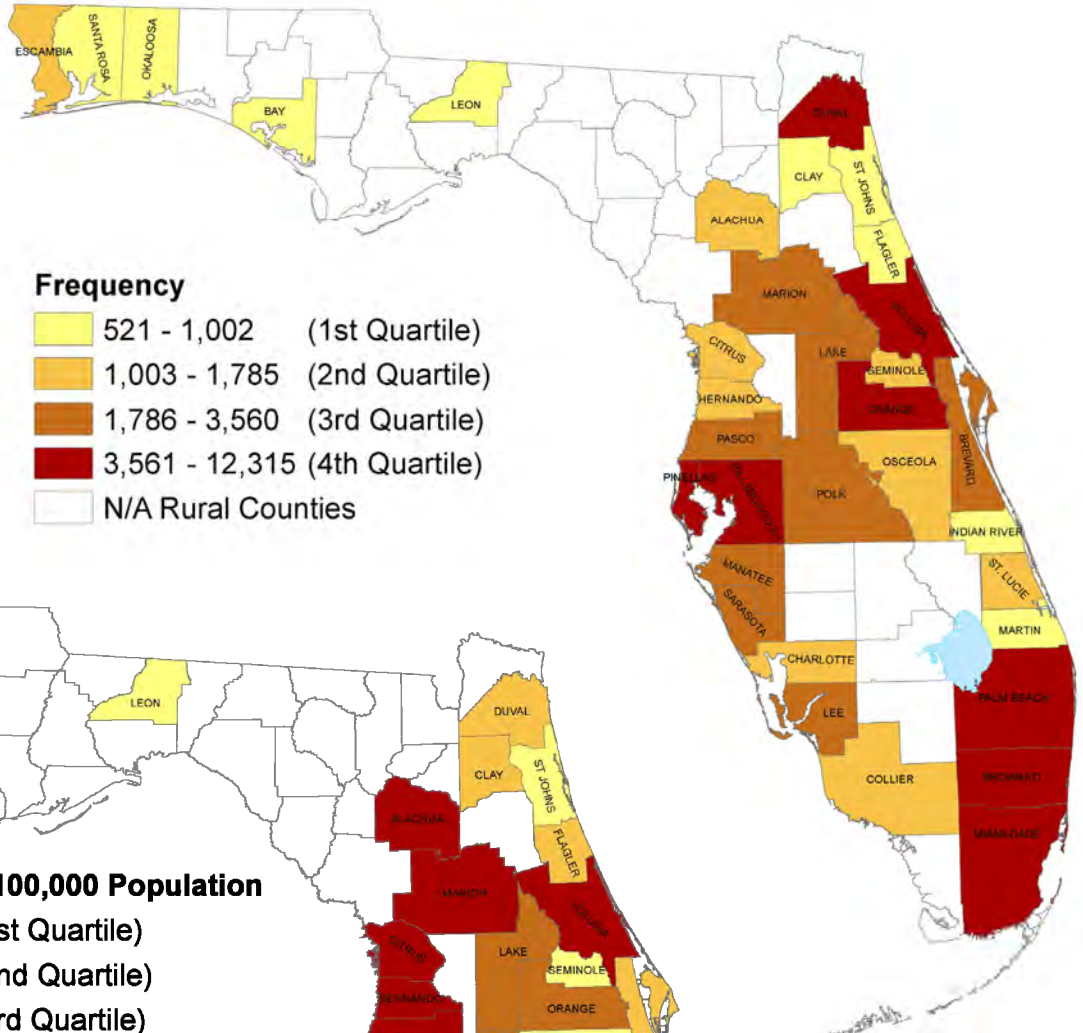 ESCAMBIA
SANTA ROSA
OKALOOSA
BAY
LEON
DUVAL
CLAY
ST JOHNS
ALACHUA
FLAGLER
MARION
VOLUSIA
CITRUS
LAKE
SEMINOLE
HERNANDO
ORANGE
PASCO
OSCEOLA
BREVARD
PINELLAS
HILLSBOROUGH
POLK
INDIAN RIVER
MANATEE
ST. LUCIE
SARASOTA
MARTIN
CHARLOTTE
PALM BEACH
LEE
COLLIER
BROWARD
MIAMI-DADE
Frequency
521 - 1,002 (1st Quartile)
1,003 - 1,785 (2nd Quartile)
1,786 - 3,560 (3rd Quartile)
3,561 - 12,315 (4th Quartile)
N/A Rural Counties
LEON
DUVAL
CLAY
ST JOHNS
ALACHUA
FLAGLER
MARION
VOLUSIA
CITRUS
LAKE
SEMINOLE
HERNANDO
ORANGE
100,000 Population
st Quartile)
nd Quartile)
rd Quartile)